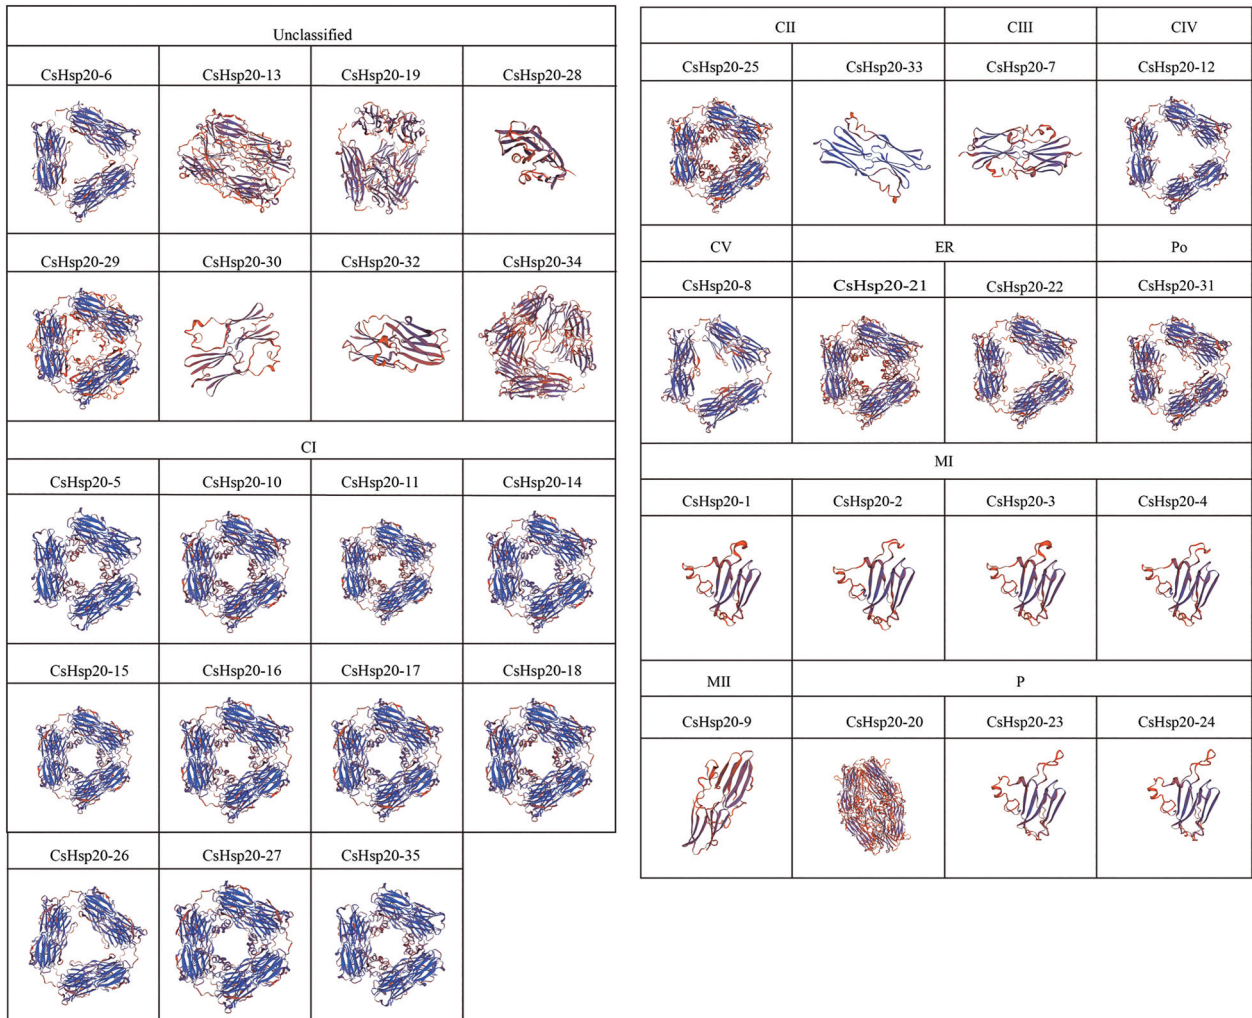 Unclassified
CsHsp20-6 CsHsp20-13 CsHsp20-19 CsHsp20-28
CsHsp20-29 CsHsp20-30 CsHsp20-32 CsHsp20-34
CI
CsHsp20-5 CsHsp20-10 CsHsp20-11 CsHsp20-14
CsHsp20-15 CsHsp20-16 CsHsp20-17 CsHsp20-18
CsHsp20-26 CsHsp20-27 CsHsp20-35
CII CIII CIV
CsHsp20-25 CsHsp20-33 CsHsp20-7 CsHsp20-12
CV ER Po
CsHsp20-8 CsHsp20-21 CsHsp20-22 CsHsp20-31
MI
CsHsp20-1 CsHsp20-2 CsHsp20-3 CsHsp20-4
MII P
CsHsp20-9 CsHsp20-20 CsHsp20-23 CsHsp20-24